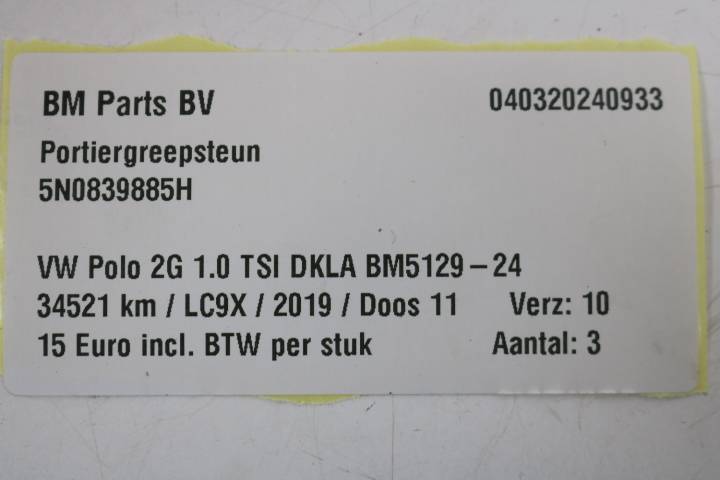 BM Parts BV 040320240933
Portiergreepsteun
5N0839885H
VW Polo 2G 1.0 TSI DKLA BM5129-24
34521 km / LC9X / 2019 / Doos 11 Verz: 10
15 Euro incl. BTW per stuk Aantal: 3